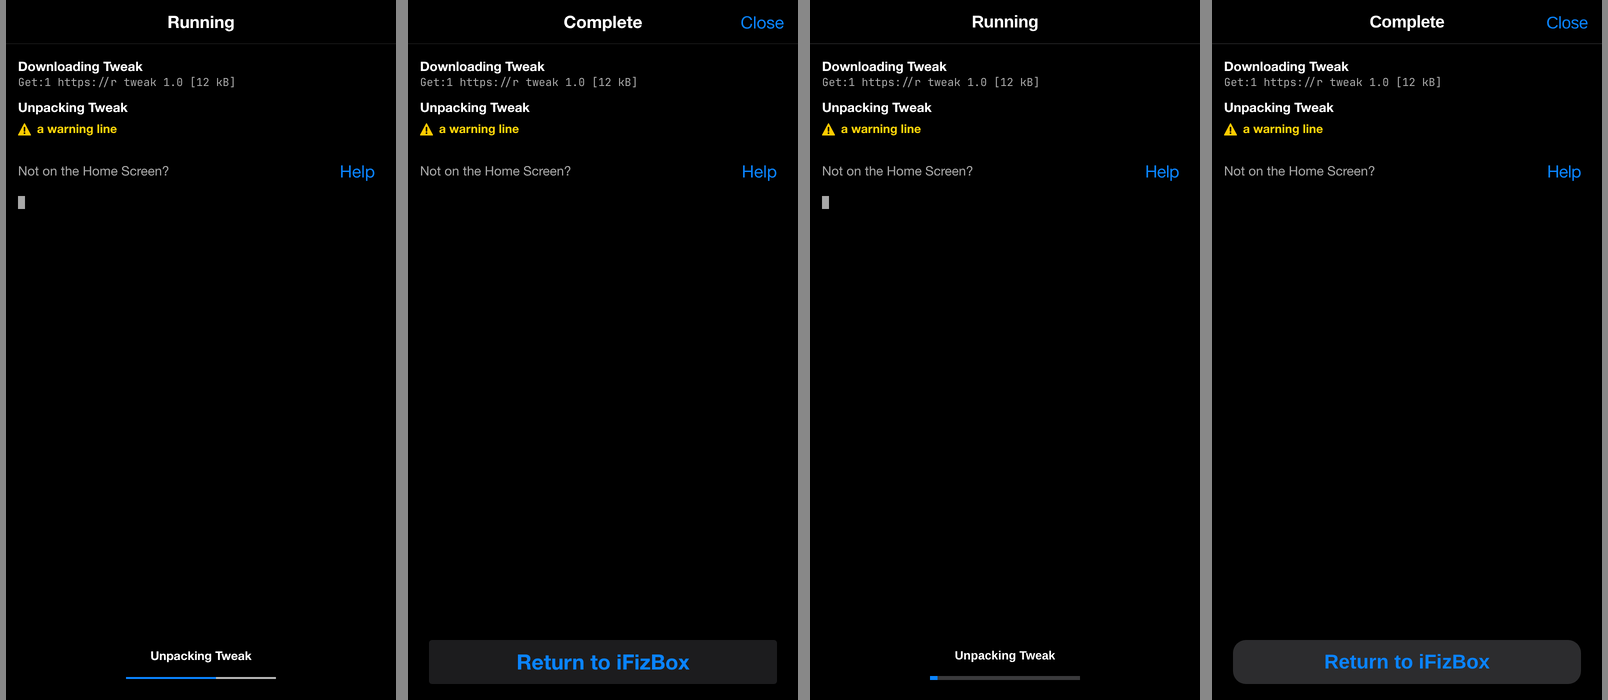 Running
Downloading Tweak
Get:1 https://r tweak 1.0 [12 kB]
Unpacking Tweak
a warning line
Not on the Home Screen? Help
Unpacking Tweak
Complete Close
Downloading Tweak
Get:1 https://r tweak 1.0 [12 kB]
Unpacking Tweak
a warning line
Not on the Home Screen? Help
Return to iFizBox
Running
Downloading Tweak
Get:1 https://r tweak 1.0 [12 kB]
Unpacking Tweak
a warning line
Not on the Home Screen? Help
Unpacking Tweak
Complete Close
Downloading Tweak
Get:1 https://r tweak 1.0 [12 kB]
Unpacking Tweak
a warning line
Not on the Home Screen? Help
Return to iFizBox